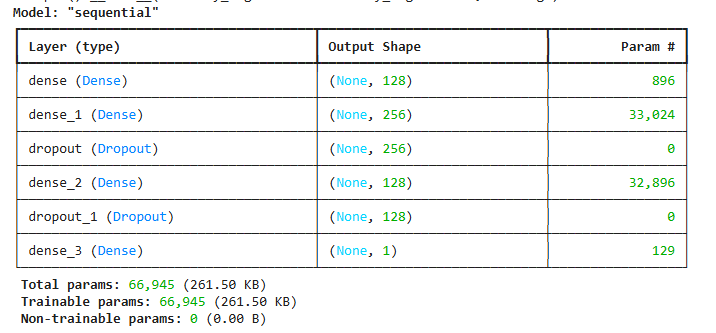 Model: "sequential"
Layer (type) Output Shape Param #
dense (Dense) (None, 128) 896
dense_1 (Dense) (None, 256) 33,024
dropout (Dropout) (None, 256) 0
dense_2 (Dense) (None, 128) 32,896
dropout_1 (Dropout) (None, 128) 0
dense_3 (Dense) (None, 1) 129
Total params: 66,945 (261.50 KB)
Trainable params: 66,945 (261.50 KB)
Non-trainable params: 0 (0.00 B)